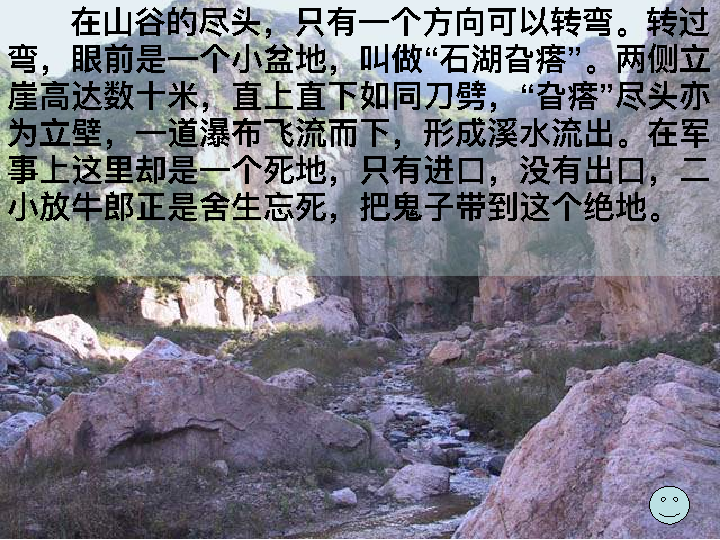 在山谷的尽头，只有一个方向可以转弯。转过
弯，眼前是一个小盆地，叫做“石湖旮瘩”。两侧立
崖高达数十米，直上直下如同刀劈，“旮瘩”尽头亦
为立壁，一道瀑布飞流而下，形成溪水流出。在军
事上这里却是一个死地，只有进口，没有出口，二
小放牛郎正是舍生忘死，把鬼子带到这个绝地。